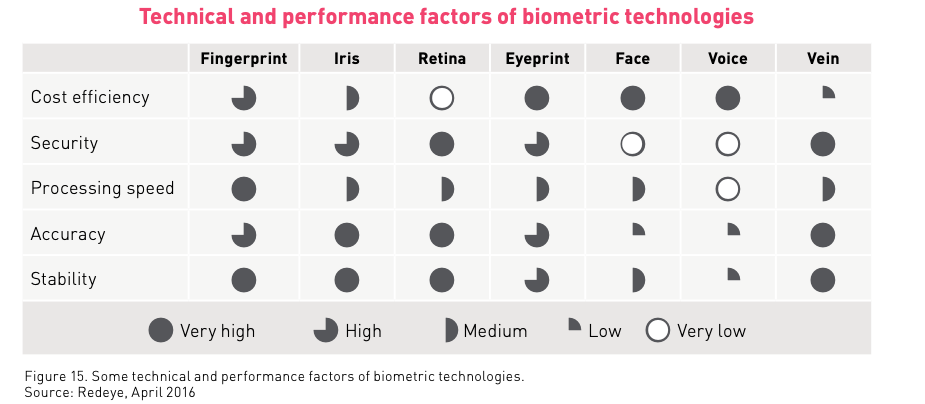 Technical and performance factors of biometric technologies
Fingerprint Iris Retina Eyeprint Face Voice Vein
Cost efficiency
Security
Processing speed
Accuracy
Stability
Very high High Medium Low Very low
Figure 15. Some technical and performance factors of biometric technologies.
Source: Redeye, April 2016